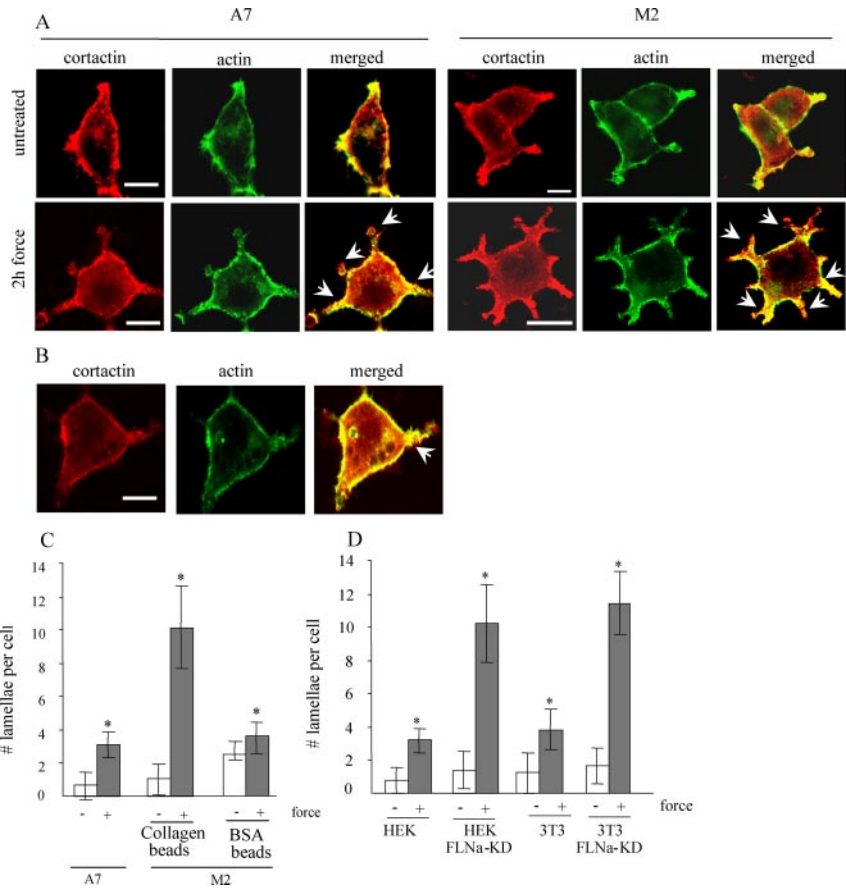 A A7 M2
cortactin actin merged cortactin actin merged
untreated
2h force
B
cortactin actin merged
C
# lamellae per cell
14
12
10
8
6
4
2
0
* * *
- + - + - + force
Collagen beads BSA beads
A7 M2
D
# lamellae per cell
14
12
10
8
6
4
2
0
* * * *
- + - + - + - + force
HEK HEK FLNa-KD 3T3 3T3 FLNa-KD